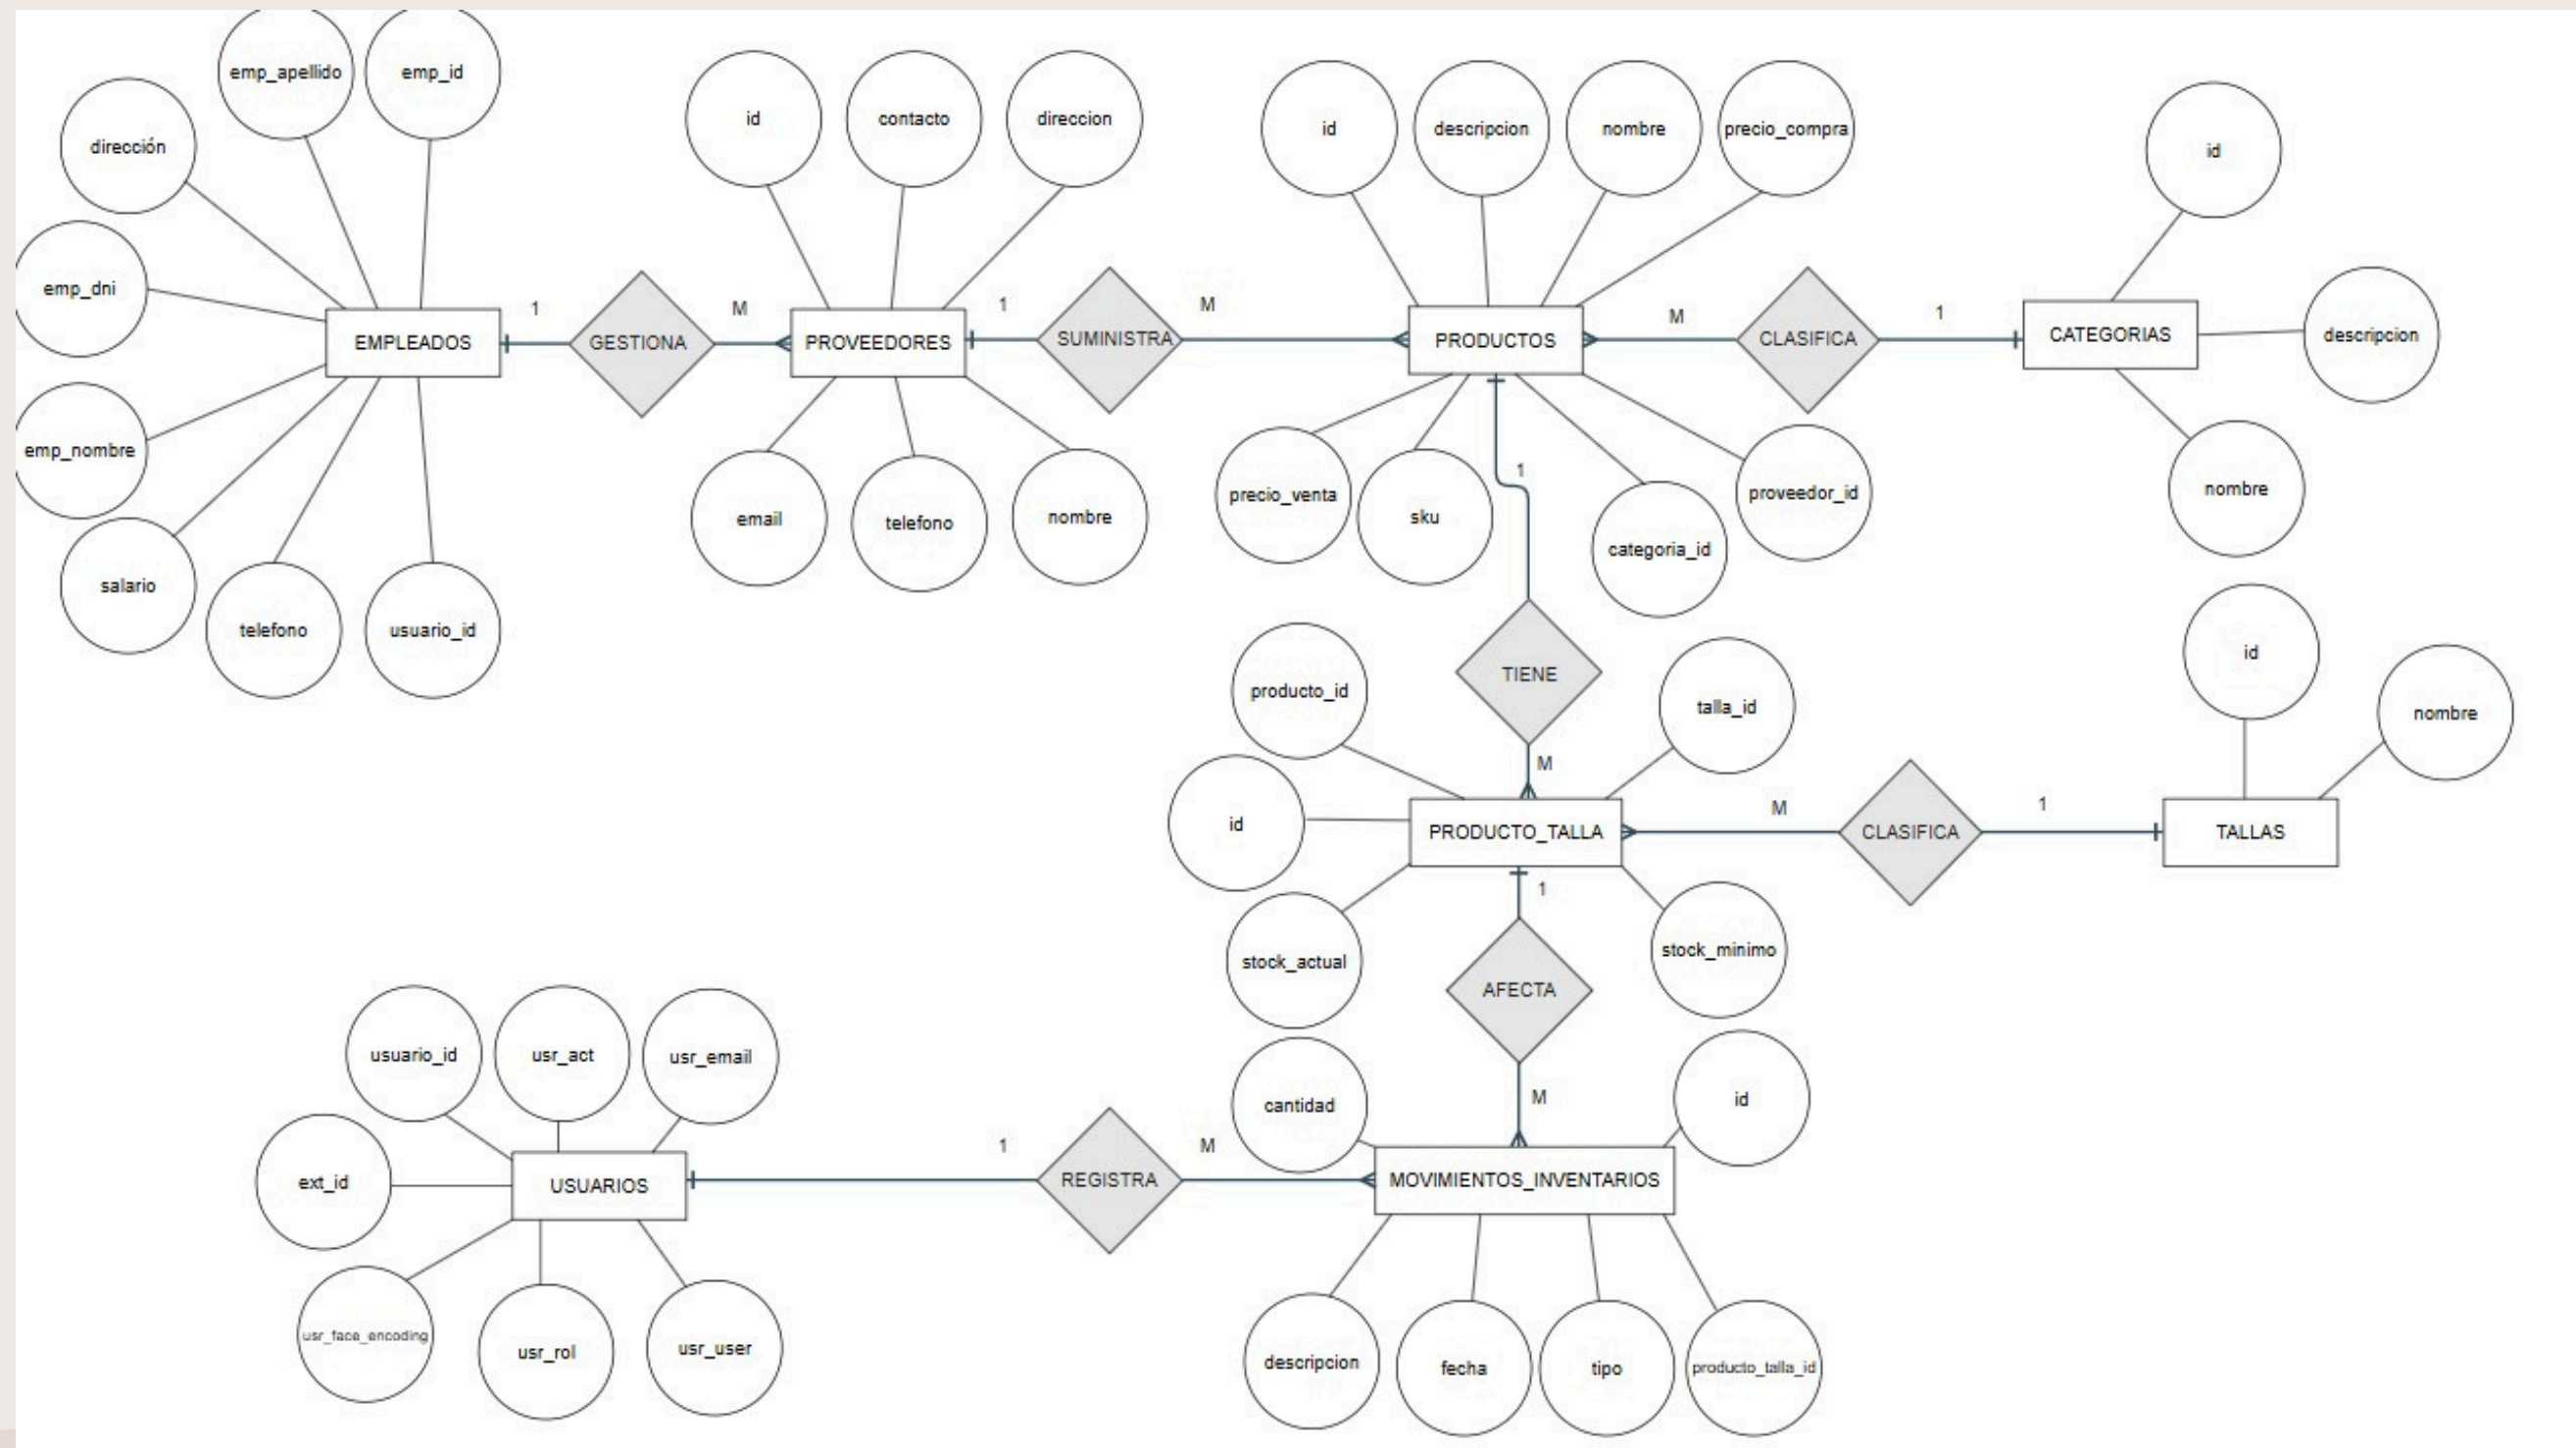 emp_apellido
emp_id
dirección
emp_dni
emp_nombre
salario
telefono
usuario_id
EMPLEADOS
1
GESTIONA
M
id
contacto
direccion
PROVEEDORES
email
telefono
nombre
1
SUMINISTRA
M
id
descripcion
nombre
precio_compra
PRODUCTOS
precio_venta
sku
categoria_id
proveedor_id
M
CLASIFICA
1
id
CATEGORIAS
descripcion
nombre
1
TIENE
M
producto_id
talla_id
id
PRODUCTO_TALLA
stock_actual
stock_minimo
M
CLASIFICA
1
id
nombre
TALLAS
1
AFECTA
M
usuario_id
usr_act
usr_email
ext_id
USUARIOS
usr_face_encoding
usr_rol
usr_user
1
REGISTRA
M
cantidad
id
MOVIMIENTOS_INVENTARIOS
descripcion
fecha
tipo
producto_talla_id